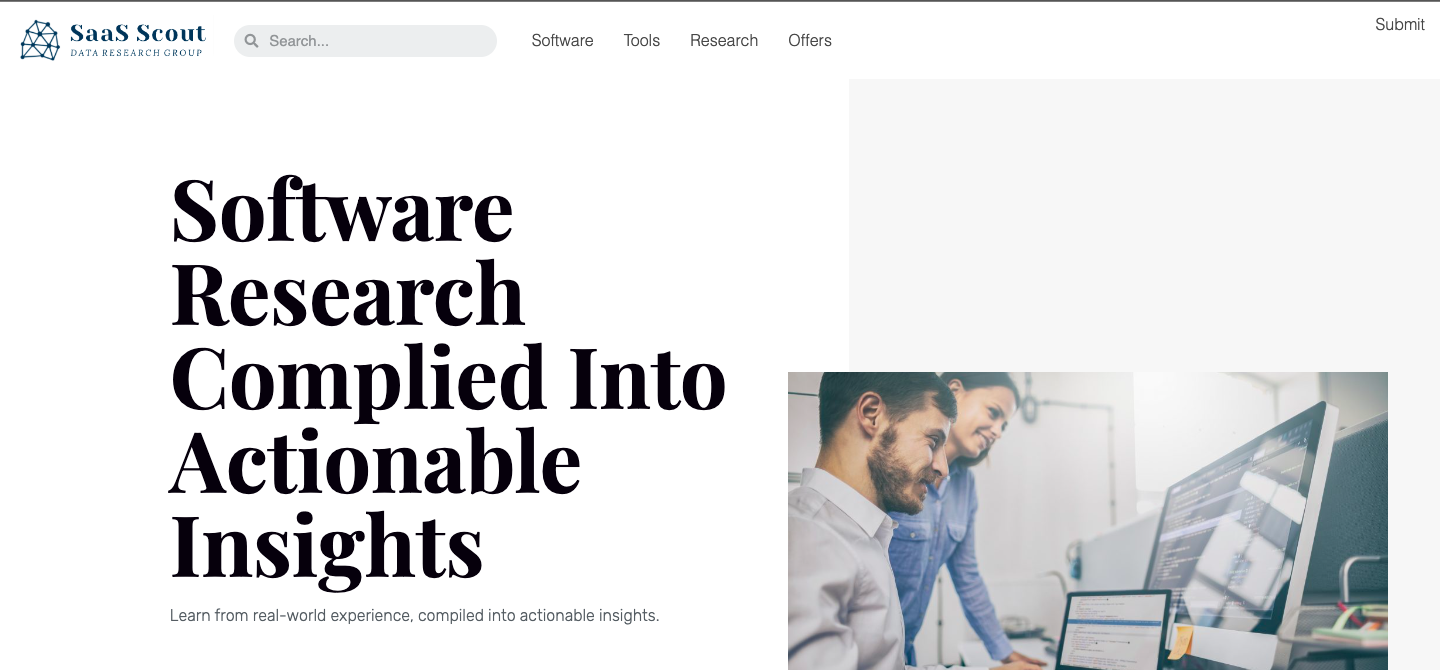 SaaS Scout
DATA RESEARCH GROUP
Search...
Software
Tools
Research
Offers
Submit
Software
Research
Complied Into
Actionable
Insights
Learn from real-world experience, compiled into actionable insights.